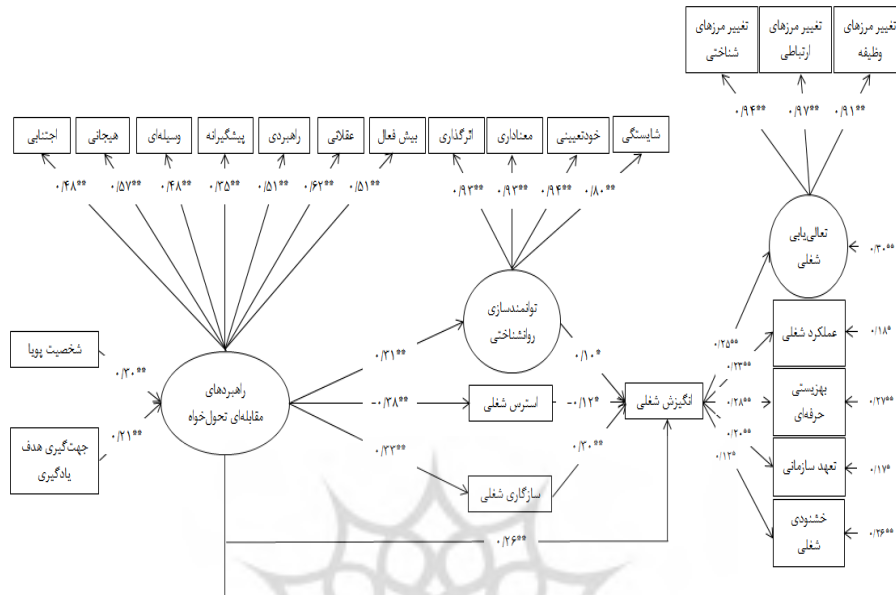 تغییر مرزهای
وظیفه
تغییر مرزهای
ارتباطی
تغییر مرزهای
شناختی
۰/۹۱**
۰/۹۷**
۰/۹۴**
شایستگی
خودتعیینی
معناداری
اثرگذاری
بیش فعال
عقلانی
راهبردی
پیشگیرانه
وسیله‌ای
هیجانی
اجتنابی
۰/۸۰**
۰/۹۴**
۰/۹۳**
۰/۹۳**
۰/۵۱**
۰/۶۲**
۰/۵۱**
۰/۳۵**
۰/۴۸**
۰/۵۷**
۰/۴۸**
تعالی‌یابی
شغلی
۰/۳۰**
توانمندسازی
روانشناختی
عملکرد شغلی
۰/۱۸*
شخصیت پویا
۰/۳۰**
۰/۳۱**
۰/۱۰*
۰/۲۵**
۰/۲۳**
راهبردهای
مقابله‌ای تحول‌خواه
-۰/۳۸**
استرس شغلی
-۰/۱۲*
انگیزش شغلی
۰/۲۸**
بهزیستی
حرفه‌ای
۰/۲۷**
جهت‌گیری هدف
یادگیری
۰/۲۱**
۰/۳۳**
سازگاری شغلی
۰/۳۰**
۰/۲۰**
تعهد سازمانی
۰/۱۷*
۰/۱۲*
خشنودی
شغلی
۰/۲۶**
۰/۲۶**